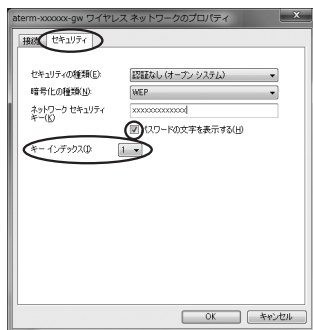 aterm-xxxxxx-gw ワイヤレス ネットワークのプロパティ
接続 セキュリティ
セキュリティの種類(E): 認証なし (オープン システム)
暗号化の種類(N): WEP
ネットワーク セキュリティ
キー(K) xxxxxxxxxxxxx
パスワードの文字を表示する(H)
キー インデックス(I): 1
OK キャンセル